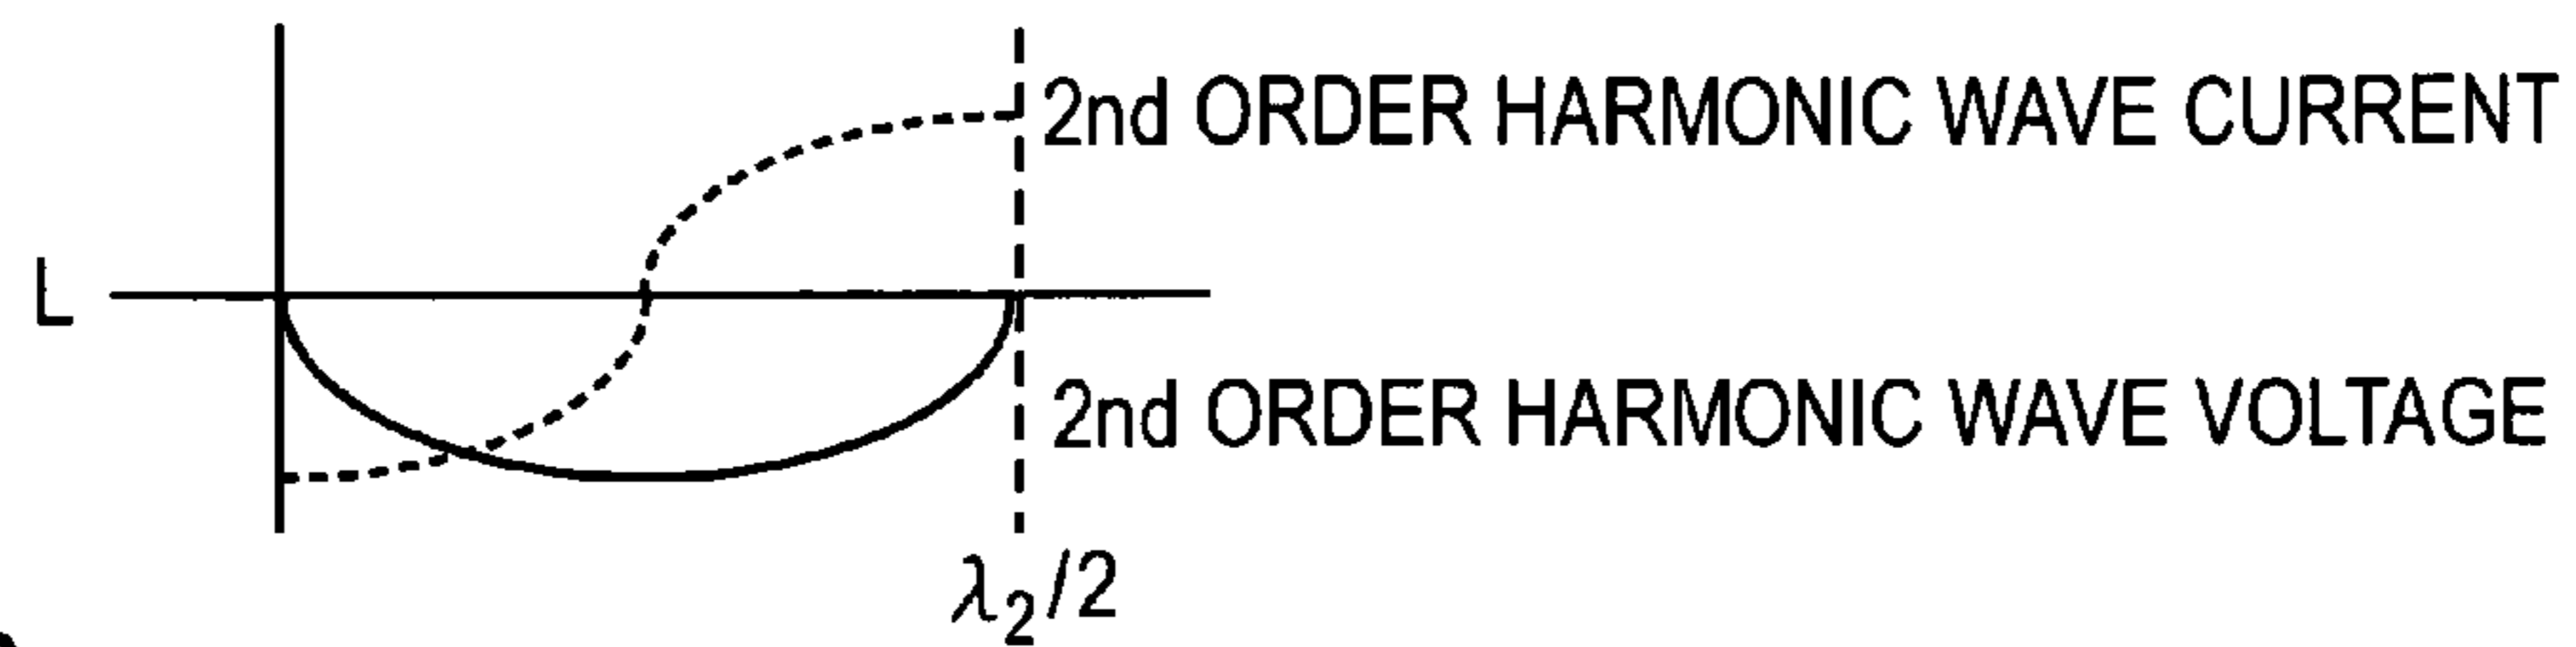 2nd ORDER HARMONIC WAVE CURRENT
L
2nd ORDER HARMONIC WAVE VOLTAGE
λ₂/2